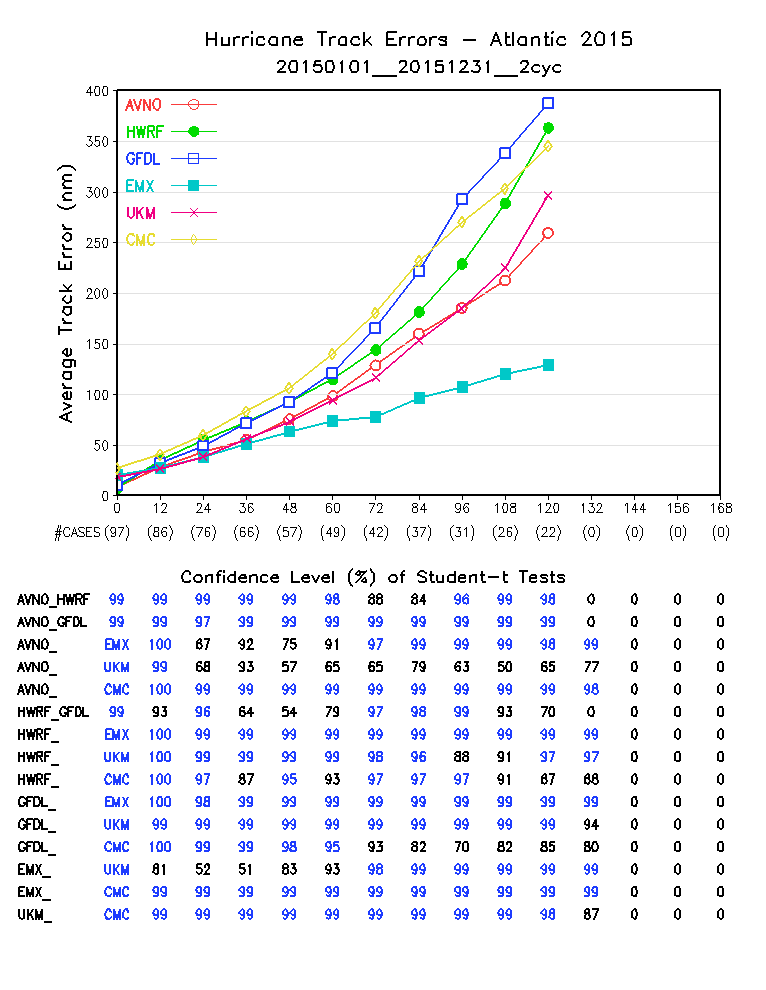 Hurricane Track Errors – Atlantic 2015
20150101__20151231__2cyc
Average Track Error (nm)
400
350
300
250
200
150
100
50
0
AVNO
HWRF
GFDL
EMX
UKM
CMC
0 12 24 36 48 60 72 84 96 108 120 132 144 156 168
#CASES (97) (86) (76) (66) (57) (49) (42) (37) (31) (26) (22) (0) (0) (0) (0)
Confidence Level (%) of Student-t Tests
AVNO_HWRF 99 99 99 99 99 98 88 84 96 99 98 0 0 0 0
AVNO_GFDL 99 99 97 99 99 99 99 99 99 99 99 0 0 0 0
AVNO_ EMX 100 67 92 75 91 97 99 99 99 98 99 0 0 0
AVNO_ UKM 99 68 93 57 65 65 79 63 50 65 77 0 0 0
AVNO_ CMC 100 99 99 99 99 99 99 99 99 99 98 0 0 0
HWRF_GFDL 99 93 96 64 54 79 97 98 99 93 70 0 0 0 0
HWRF_ EMX 100 99 99 99 99 99 99 99 99 99 99 0 0 0
HWRF_ UKM 100 99 99 99 99 98 96 88 91 97 97 0 0 0
HWRF_ CMC 100 97 87 95 93 97 97 97 91 67 68 0 0 0
GFDL_ EMX 100 98 99 99 99 99 99 99 99 99 99 0 0 0
GFDL_ UKM 99 99 99 99 99 99 99 99 99 99 94 0 0 0
GFDL_ CMC 100 99 99 98 95 93 82 70 82 85 80 0 0 0
EMX_ UKM 81 52 51 83 93 98 99 99 99 99 99 0 0 0
EMX_ CMC 99 99 99 99 99 99 99 99 99 99 99 0 0 0
UKM_ CMC 99 99 99 99 99 99 99 99 99 98 87 0 0 0